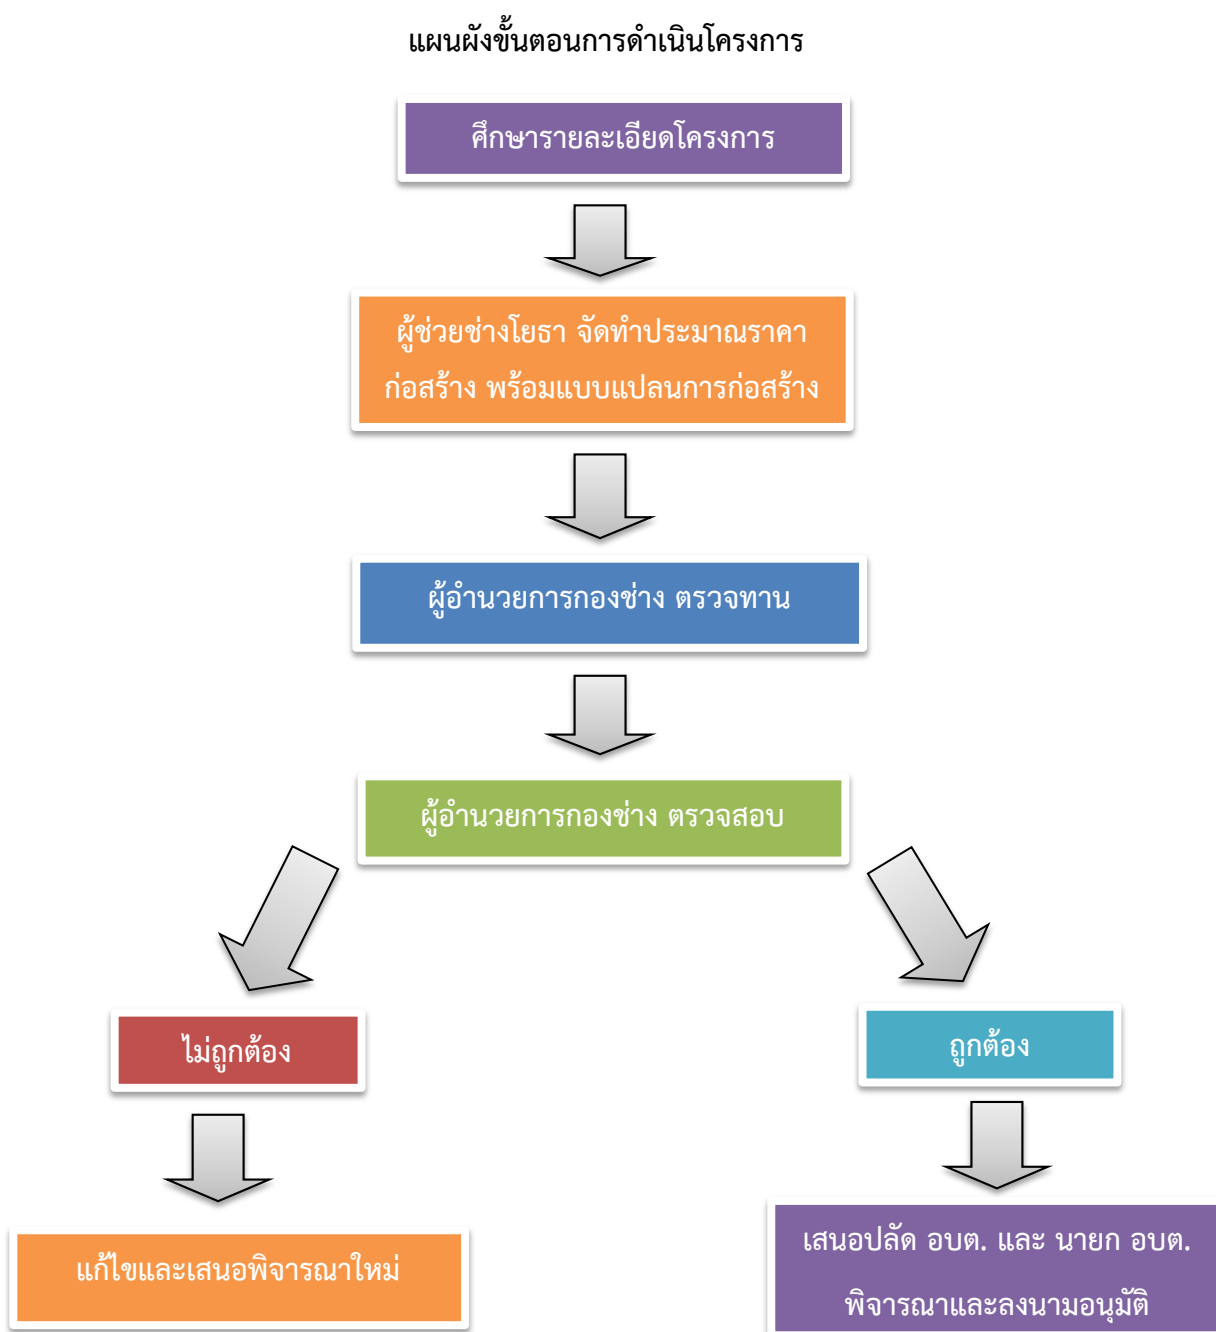 แผนผังขั้นตอนการดำเนินโครงการ
ศึกษารายละเอียดโครงการ
ผู้ช่วยช่างโยธา จัดทำประมาณราคา
ก่อสร้าง พร้อมแบบแปลนการก่อสร้าง
ผู้อำนวยการกองช่าง ตรวจทาน
ผู้อำนวยการกองช่าง ตรวจสอบ
ไม่ถูกต้อง
ถูกต้อง
แก้ไขและเสนอพิจารณาใหม่
เสนอปลัด อบต. และ นายก อบต.
พิจารณาและลงนามอนุมัติ